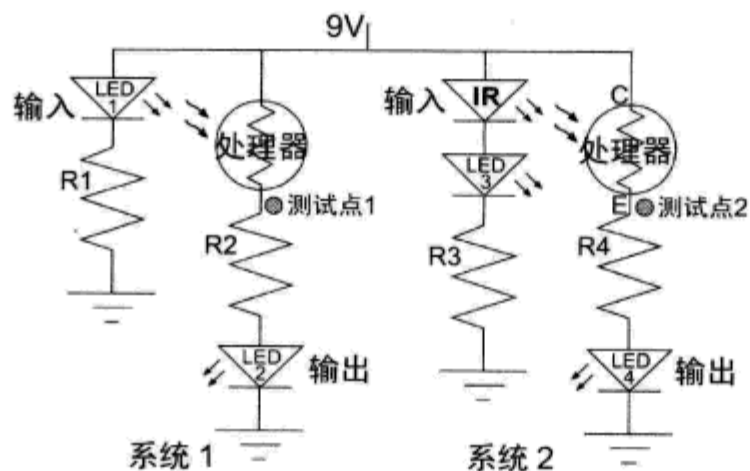 9V
LED
1
输入
处理器
R1
测试点1
R2
LED
2
输出
系统 1
IR
输入
LED
3
C
处理器
E
测试点2
R3
R4
LED
4
输出
系统 2